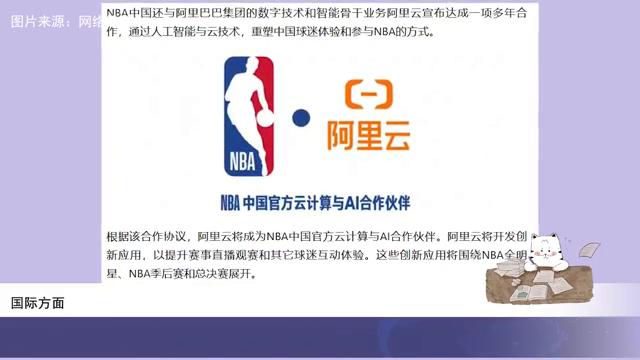 图片来源：网络
NBA中国还与阿里巴巴集团的数字技术和智能骨干业务阿里云宣布达成一项多年合
作，通过人工智能与云技术，重塑中国球迷体验和参与NBA的方式。
NBA
阿里云
NBA 中国官方云计算与AI合作伙伴
根据该合作协议，阿里云将成为NBA中国官方云计算与AI合作伙伴。阿里云将开发创
新应用，以提升赛事直播观赛和其它球迷互动体验。这些创新应用将围绕NBA全明
星、NBA季后赛和总决赛展开。
国际方面